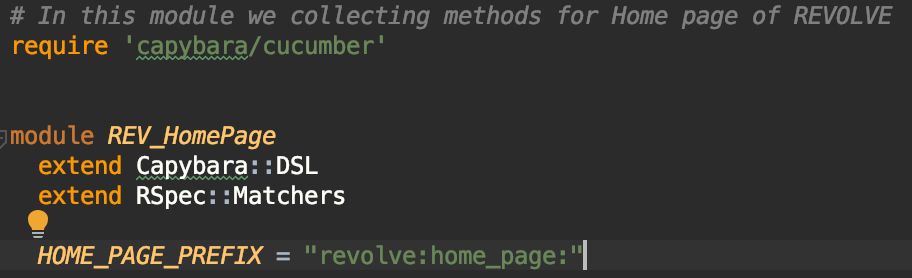 # In this module we collecting methods for Home page of REVOLVE
require 'capybara/cucumber'
module REV_HomePage
extend Capybara::DSL
extend RSpec::Matchers
HOME_PAGE_PREFIX = "revolve:home_page:"